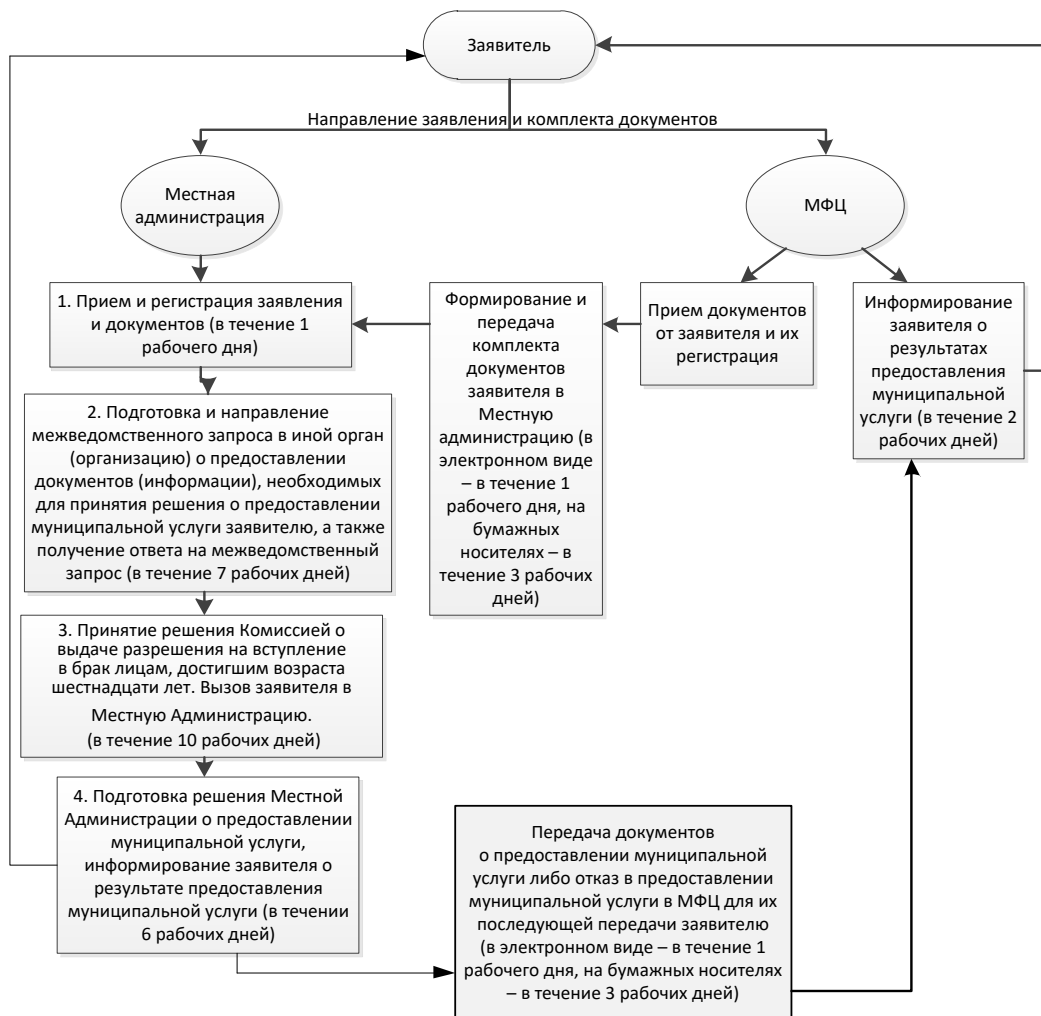 Заявитель
Направление заявления и комплекта документов
Местная
администрация
МФЦ
1. Прием и регистрация заявления
и документов (в течение 1
рабочего дня)
Формирование и
передача
комплекта
документов
заявителя в
Местную
администрацию (в
электронном виде
– в течение 1
рабочего дня, на
бумажных
носителях – в
течение 3 рабочих
дней)
Прием документов
от заявителя и их
регистрация
Информирование
заявителя о
результатах
предоставления
муниципальной
услуги (в течение 2
рабочих дней)
2. Подготовка и направление
межведомственного запроса в иной орган
(организацию) о предоставлении
документов (информации), необходимых
для принятия решения о предоставлении
муниципальной услуги заявителю, а также
получение ответа на межведомственный
запрос (в течение 7 рабочих дней)
3. Принятие решения Комиссией о
выдаче разрешения на вступление
в брак лицам, достигшим возраста
шестнадцати лет. Вызов заявителя в
Местную Администрацию.
(в течение 10 рабочих дней)
4. Подготовка решения Местной
Администрации о предоставлении
муниципальной услуги,
информирование заявителя о
результате предоставления
муниципальной услуги (в течении
6 рабочих дней)
Передача документов
о предоставлении муниципальной
услуги либо отказ в предоставлении
муниципальной услуги в МФЦ для их
последующей передачи заявителю
(в электронном виде – в течение 1
рабочего дня, на бумажных носителях
– в течение 3 рабочих дней)